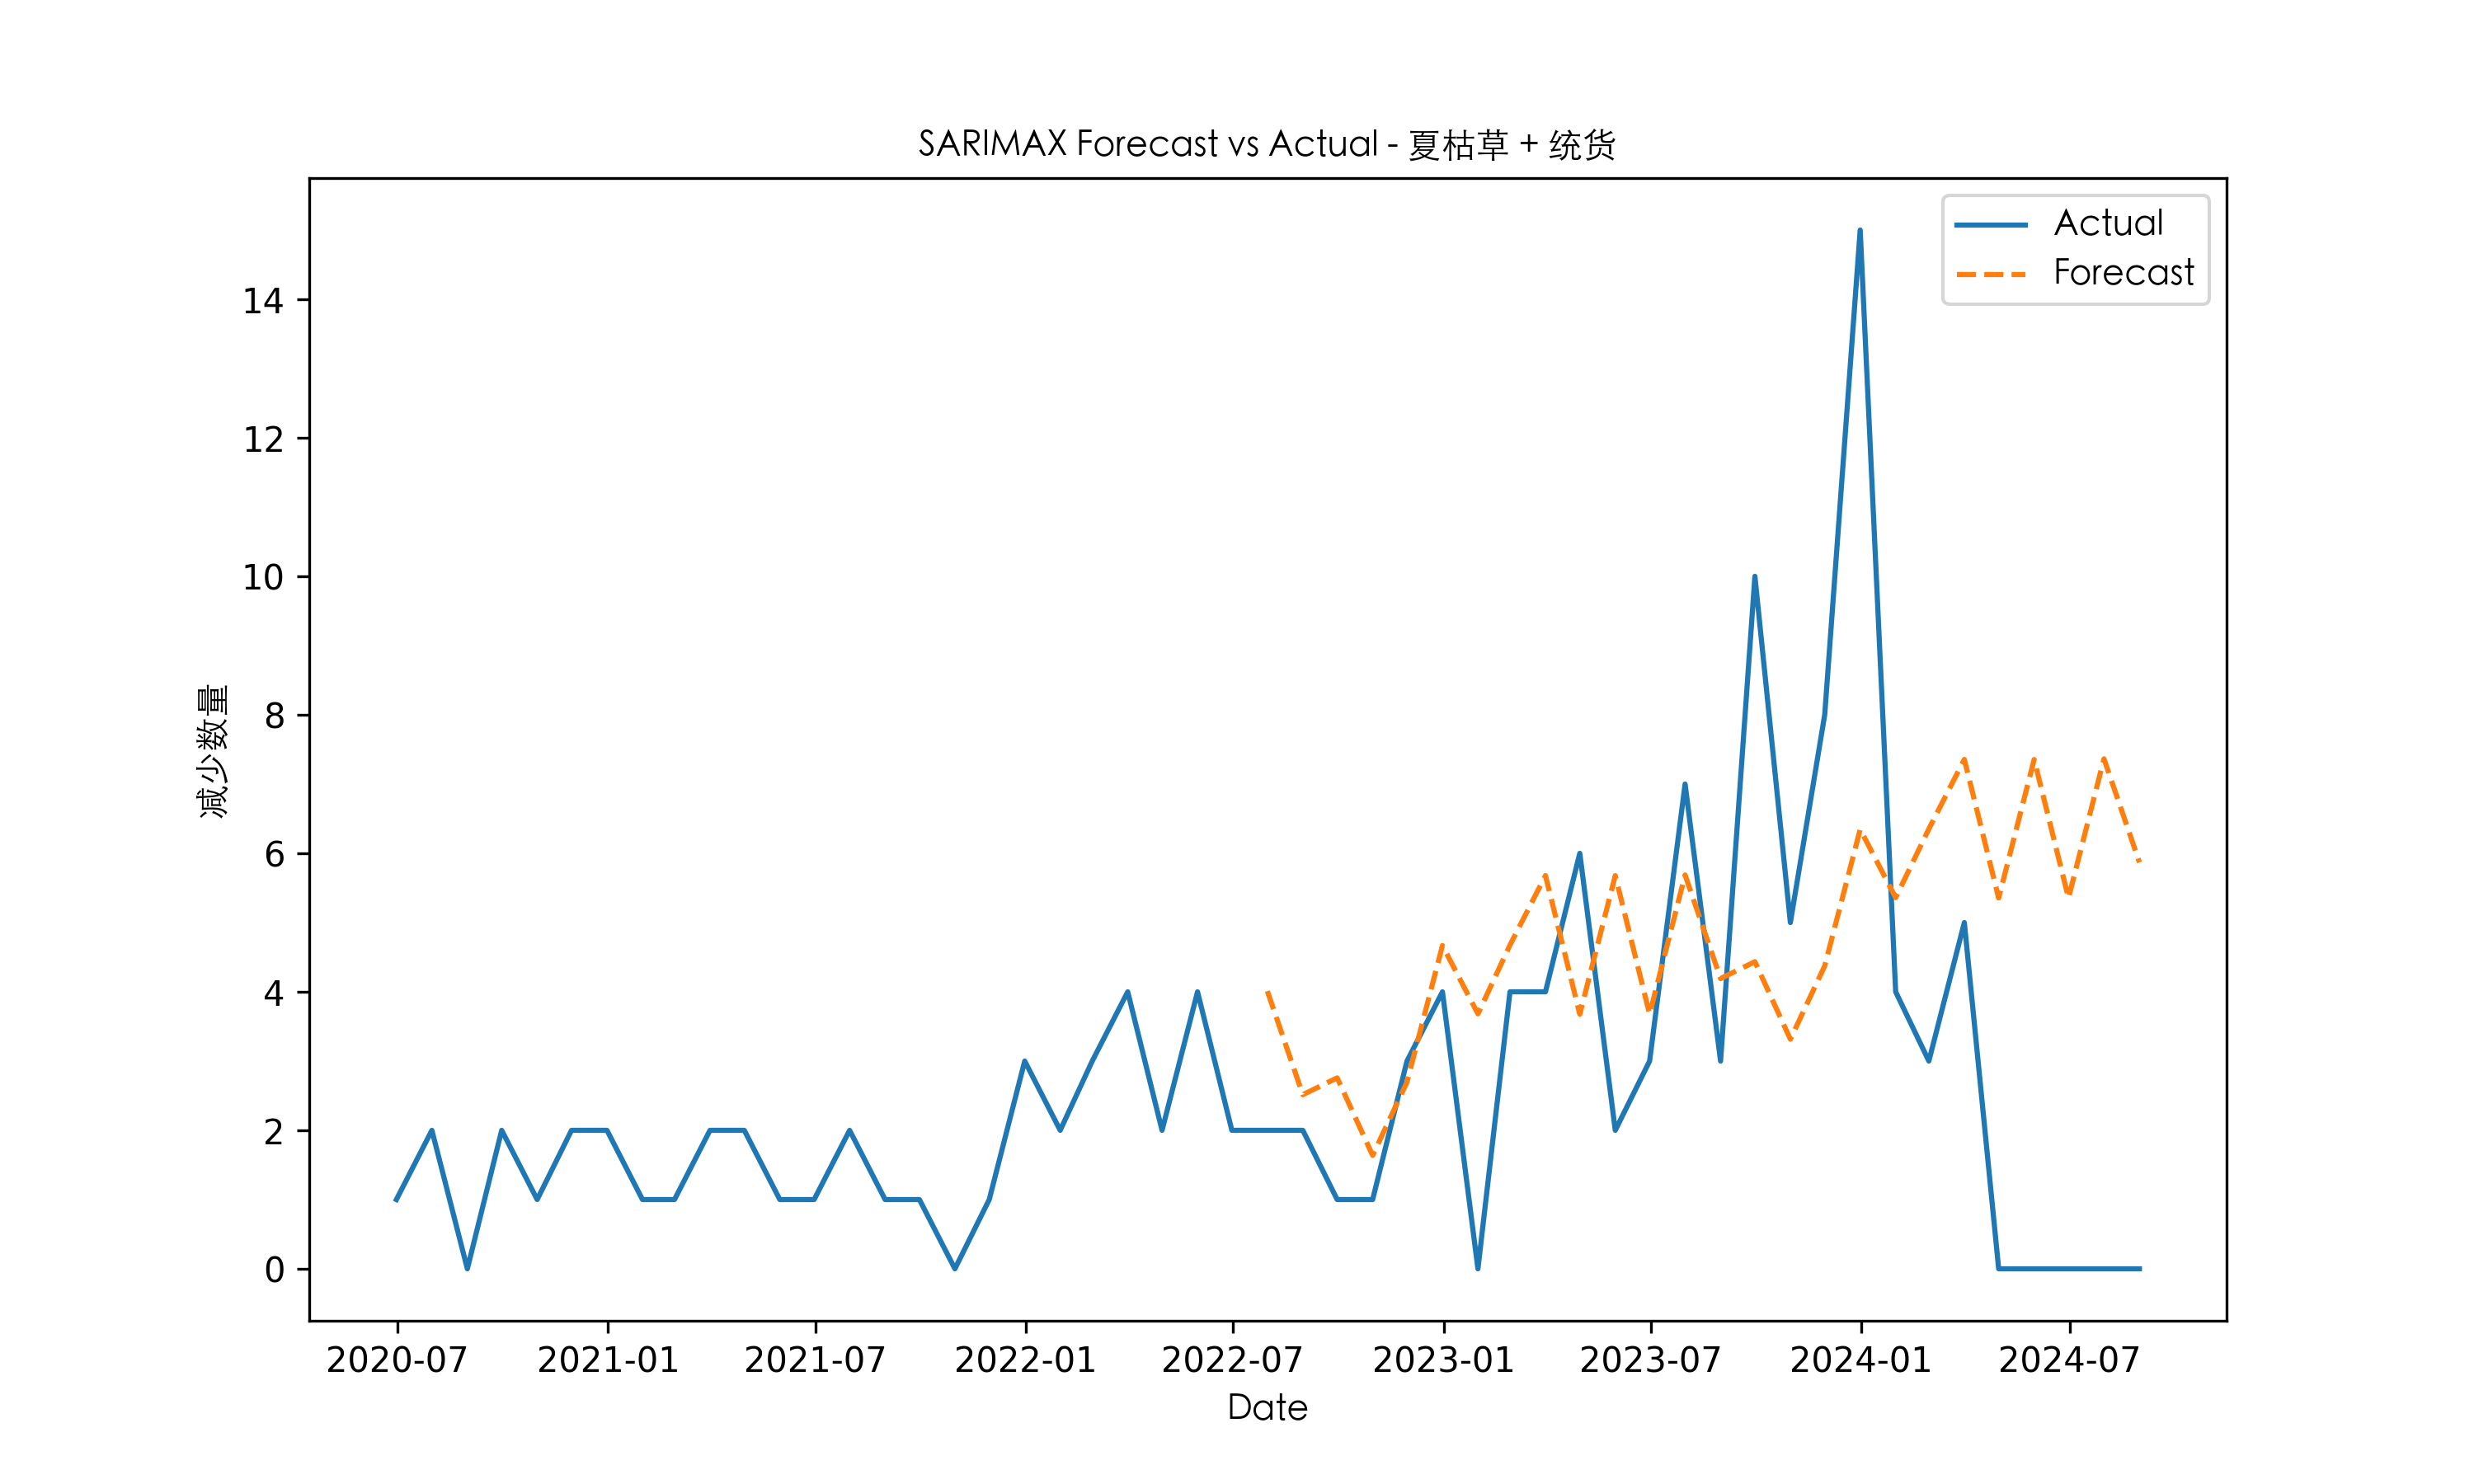 SARIMAX Forecast vs Actual - 夏枯草 + 统货
Actual
Forecast
减少数量
14
12
10
8
6
4
2
0
2020-07 2021-01 2021-07 2022-01 2022-07 2023-01 2023-07 2024-01 2024-07
Date